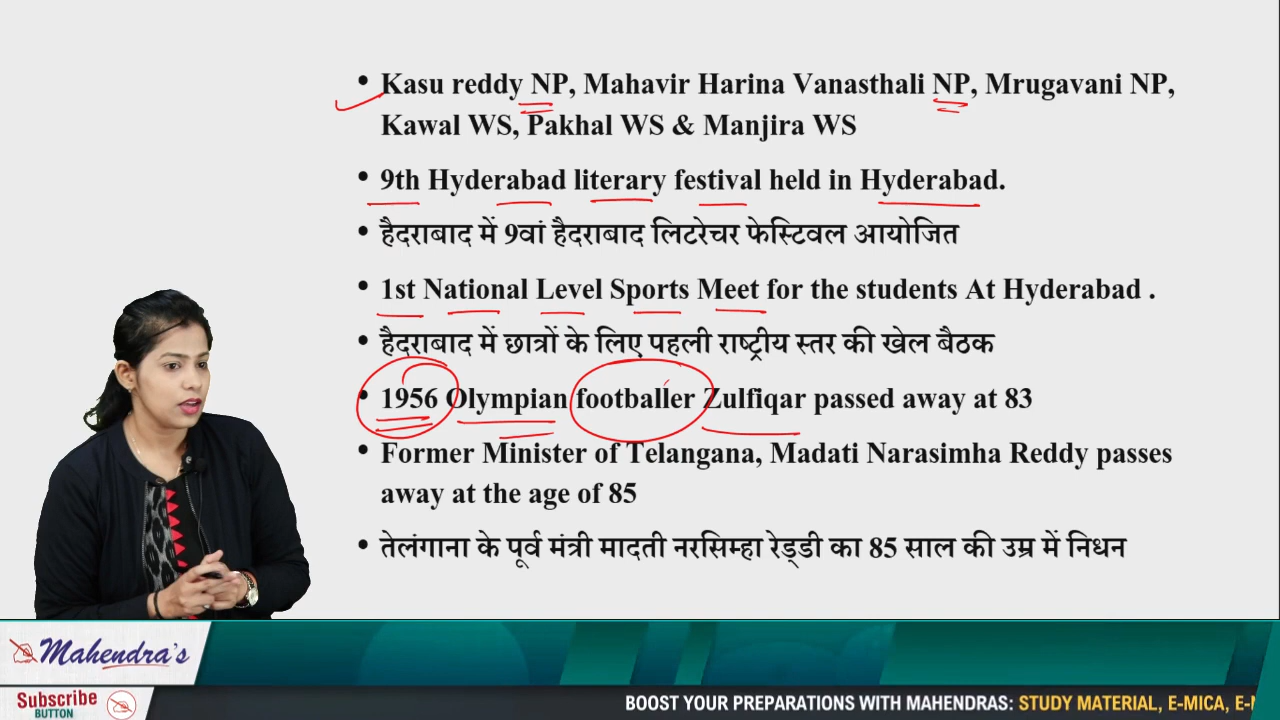 Kasu reddy NP, Mahavir Harina Vanasthali NP, Mrugavani NP,
Kawal WS, Pakhal WS & Manjira WS
9th Hyderabad literary festival held in Hyderabad.
हैदराबाद में 9वां हैदराबाद लिटरेचर फेस्टिवल आयोजित
1st National Level Sports Meet for the students At Hyderabad .
हैदराबाद में छात्रों के लिए पहली राष्ट्रीय स्तर की खेल बैठक
1956 Olympian footballer Zulfiqar passed away at 83
Former Minister of Telangana, Madati Narasimha Reddy passes
away at the age of 85
तेलंगाना के पूर्व मंत्री मादती नरसिम्हा रेड्डी का 85 साल की उम्र में निधन
Mahendra's
Subscribe
BUTTON
BOOST YOUR PREPARATIONS WITH MAHENDRAS: STUDY MATERIAL, E-MICA, E-